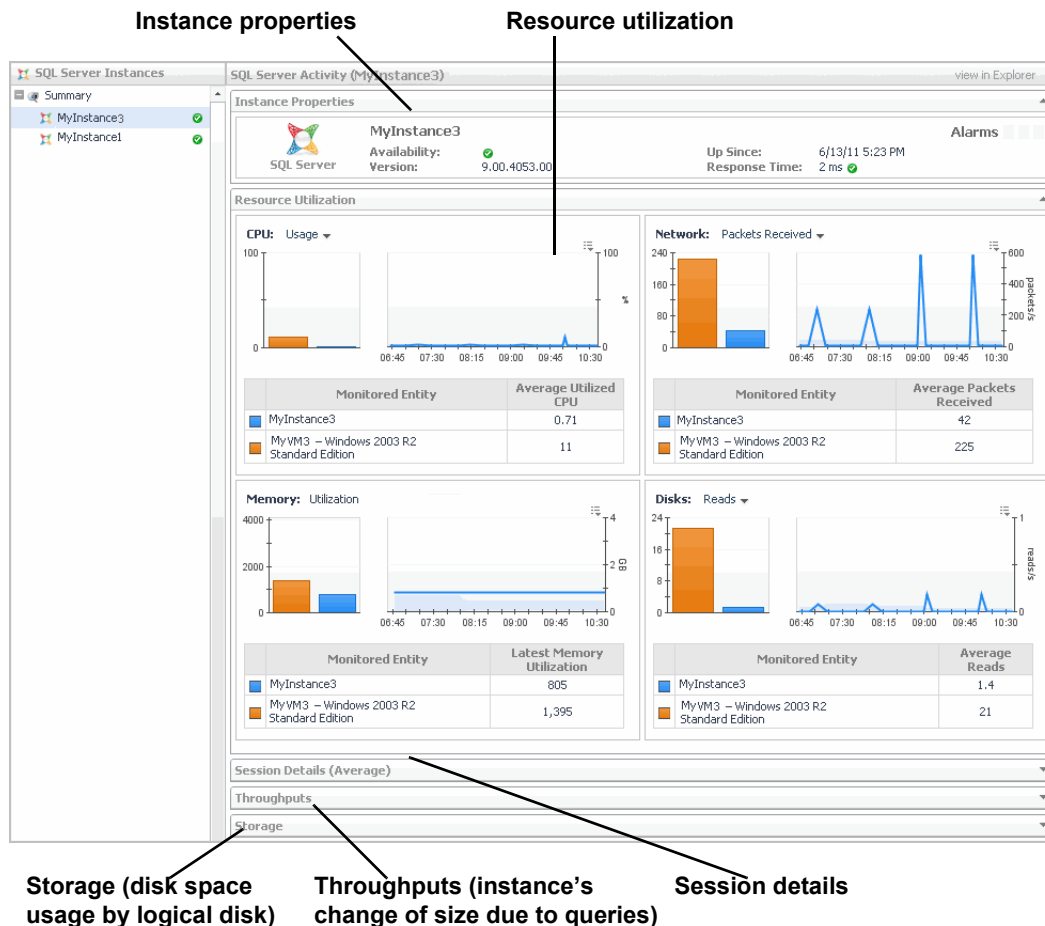 Instance properties
Resource utilization
SQL Server Instances
Summary
MyInstance3
MyInstance1
SQL Server Activity (MyInstance3)
view in Explorer
Instance Properties
SQL Server
MyInstance3
Alarms
Availability:
Up Since: 6/13/11 5:23 PM
Version: 9.00.4053.00
Response Time: 2 ms
Resource Utilization
CPU: Usage
100
0
100
%
0
06:45 07:30 08:15 09:00 09:45 10:30
Monitored Entity Average Utilized CPU
MyInstance3 0.71
MyVM3 – Windows 2003 R2 Standard Edition 11
Network: Packets Received
240
160
80
0
600
400
200
0
packets/s
06:45 07:30 08:15 09:00 09:45 10:30
Monitored Entity Average Packets Received
MyInstance3 42
MyVM3 – Windows 2003 R2 Standard Edition 225
Memory: Utilization
4000
2000
0
4
2
0
GB
06:45 07:30 08:15 09:00 09:45 10:30
Monitored Entity Latest Memory Utilization
MyInstance3 805
MyVM3 – Windows 2003 R2 Standard Edition 1,395
Disks: Reads
24
16
8
0
1
0
reads/s
06:45 07:30 08:15 09:00 09:45 10:30
Monitored Entity Average Reads
MyInstance3 1.4
MyVM3 – Windows 2003 R2 Standard Edition 21
Session Details (Average)
Throughputs
Storage
Storage (disk space
usage by logical disk)
Throughputs (instance's
change of size due to queries)
Session details